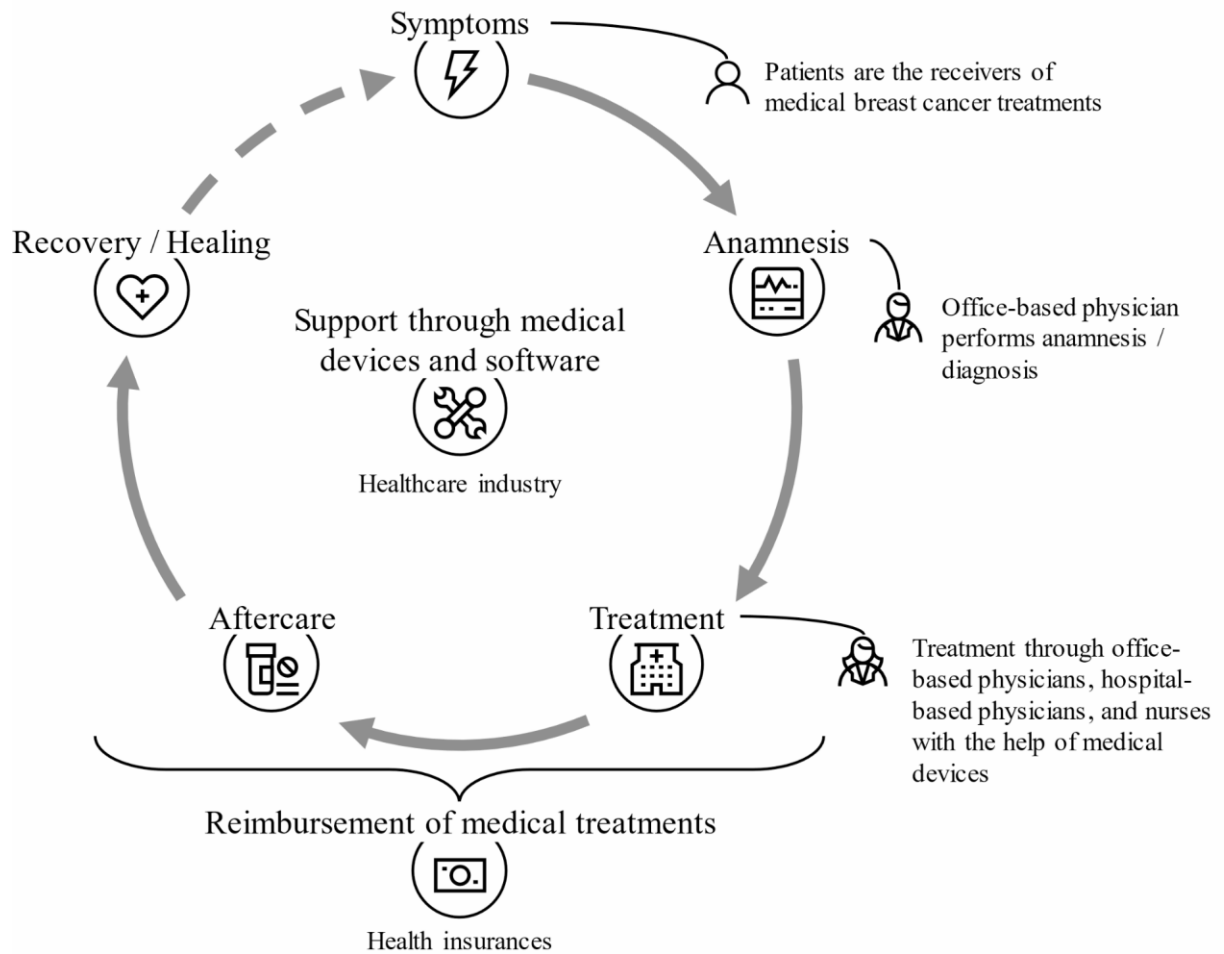 Symptoms
Patients are the receivers of
medical breast cancer treatments
Recovery / Healing
Anamnesis
Office-based physician
performs anamnesis /
diagnosis
Support through medical
devices and software
Healthcare industry
Aftercare
Treatment
Treatment through office-
based physicians, hospital-
based physicians, and nurses
with the help of medical
devices
Reimbursement of medical treatments
Health insurances